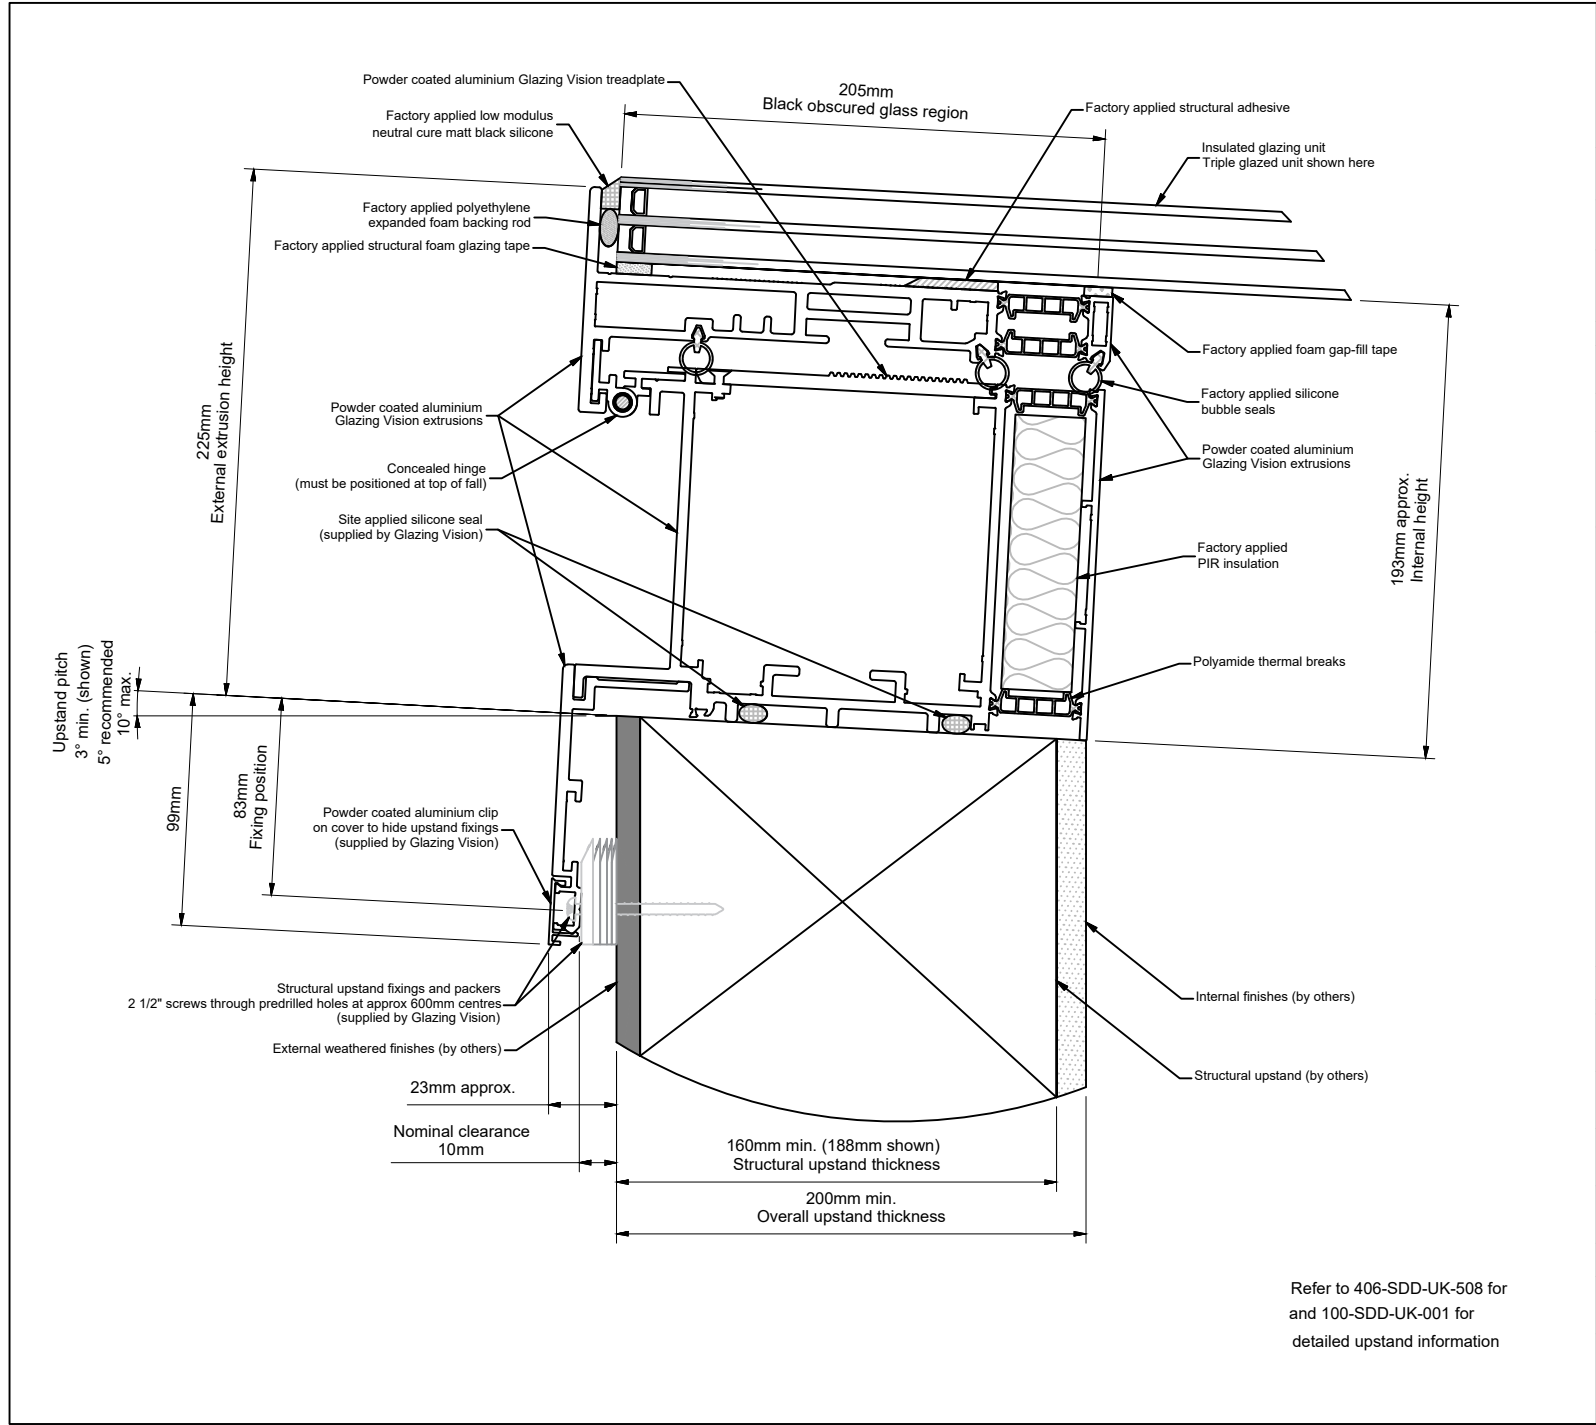 Powder coated aluminium Glazing Vision treadplate
205mm
Black obscured glass region
Factory applied structural adhesive
Factory applied low modulus
neutral cure matt black silicone
Insulated glazing unit
Triple glazed unit shown here
Factory applied polyethylene
expanded foam backing rod
Factory applied structural foam glazing tape
225mm
External extrusion height
Factory applied foam gap-fill tape
Factory applied silicone
bubble seals
Powder coated aluminium
Glazing Vision extrusions
Powder coated aluminium
Glazing Vision extrusions
Concealed hinge
(must be positioned at top of fall)
Site applied silicone seal
(supplied by Glazing Vision)
193mm approx.
Internal height
Factory applied
PIR insulation
Polyamide thermal breaks
Upstand pitch
3° min. (shown)
5° recommended
10° max.
99mm
83mm
Fixing position
Powder coated aluminium clip
on cover to hide upstand fixings
(supplied by Glazing Vision)
Structural upstand fixings and packers
2 1/2" screws through predrilled holes at approx 600mm centres
(supplied by Glazing Vision)
Internal finishes (by others)
External weathered finishes (by others)
Structural upstand (by others)
23mm approx.
Nominal clearance
10mm
160mm min. (188mm shown)
Structural upstand thickness
200mm min.
Overall upstand thickness
Refer to 406-SDD-UK-508 for
and 100-SDD-UK-001 for
detailed upstand information